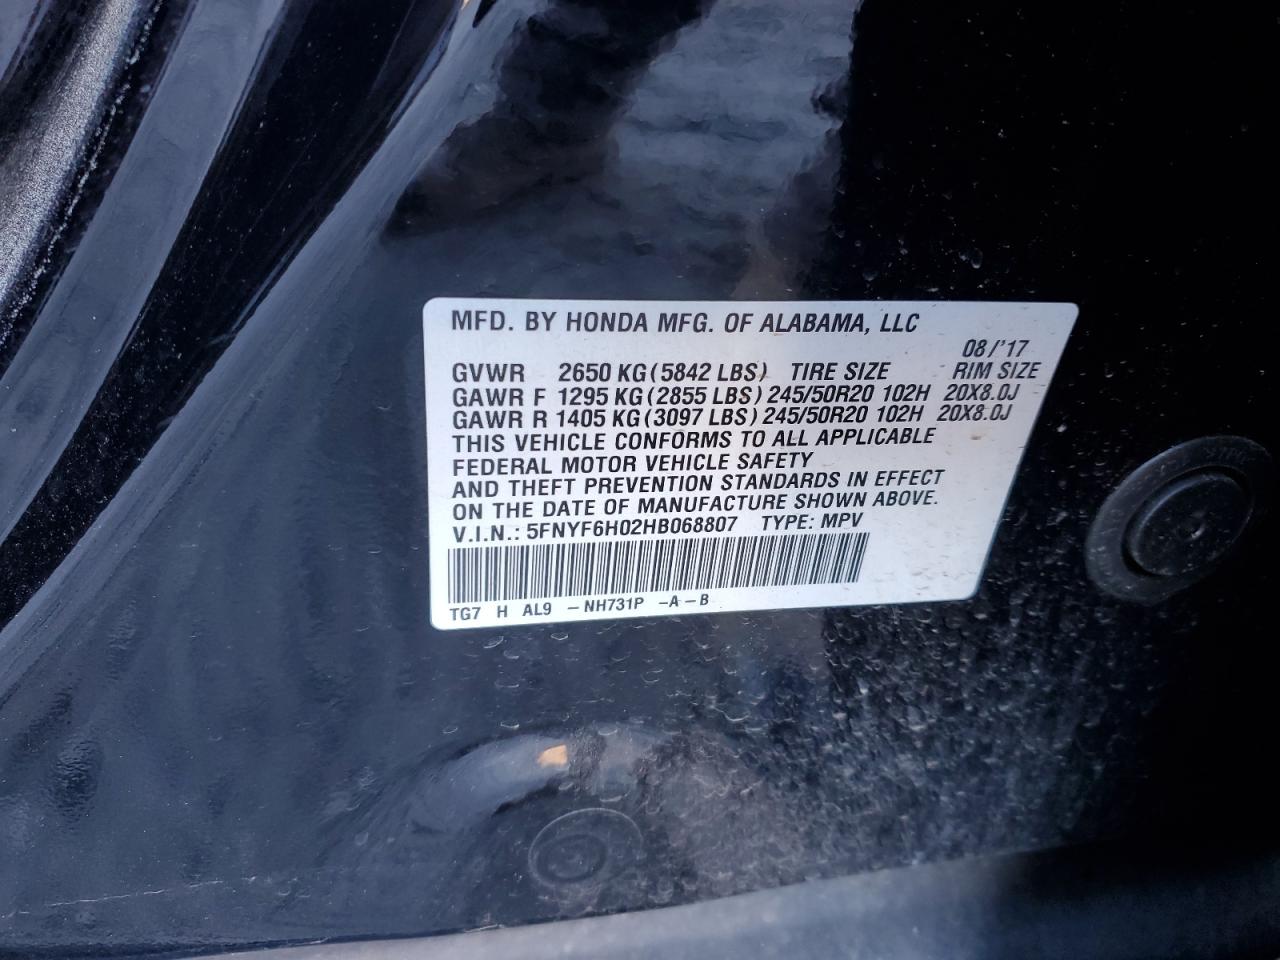 MFD. BY HONDA MFG. OF ALABAMA, LLC
08/'17
GVWR 2650 KG (5842 LBS) TIRE SIZE RIM SIZE
GAWR F 1295 KG (2855 LBS) 245/50R20 102H 20X8.0J
GAWR R 1405 KG (3097 LBS) 245/50R20 102H 20X8.0J
THIS VEHICLE CONFORMS TO ALL APPLICABLE
FEDERAL MOTOR VEHICLE SAFETY
AND THEFT PREVENTION STANDARDS IN EFFECT
ON THE DATE OF MANUFACTURE SHOWN ABOVE.
V.I.N.: 5FNYF6H02HB068807 TYPE: MPV
TG7 H AL9 -NH731P -A-B